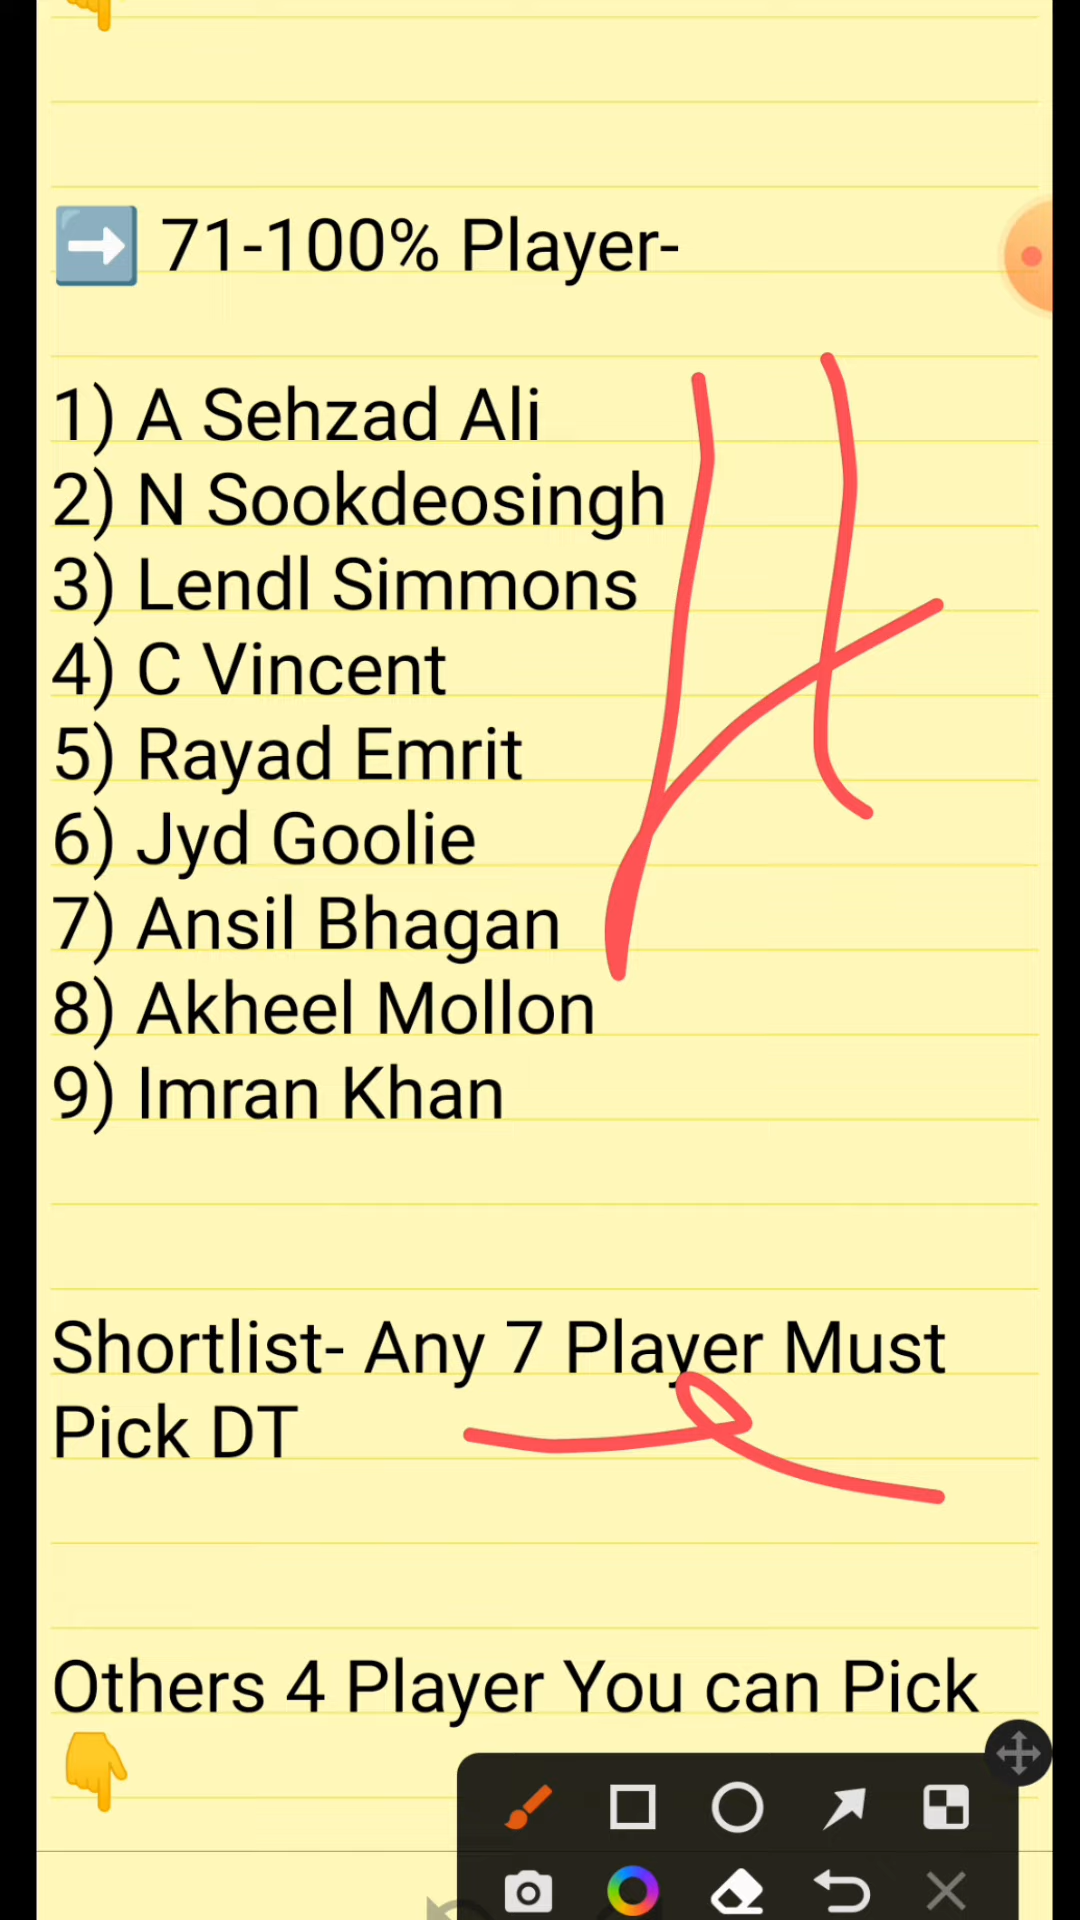 71-100% Player-
1) A Sehzad Ali
2) N Sookdeosingh
3) Lendl Simmons
4) C Vincent
5) Rayad Emrit
6) Jyd Goolie
7) Ansil Bhagan
8) Akheel Mollon
9) Imran Khan
Shortlist- Any 7 Player Must
Pick DT
Others 4 Player You can Pick